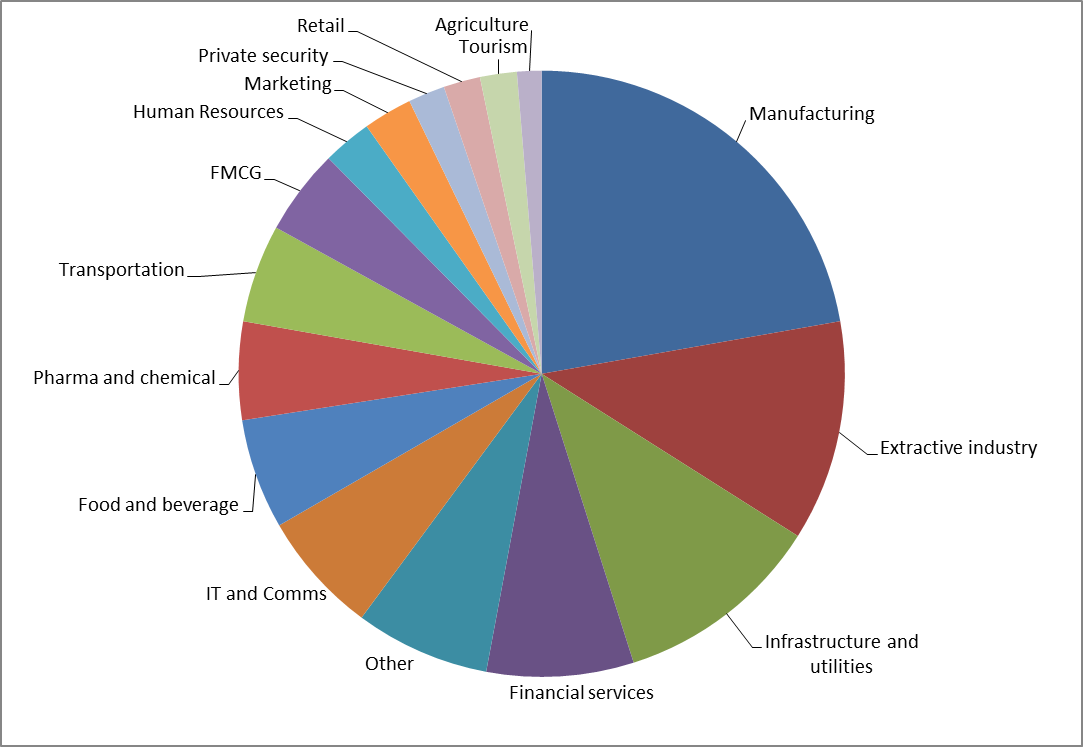 Agriculture
Retail
Tourism
Private security
Marketing
Human Resources
Manufacturing
FMCG
Transportation
Pharma and chemical
Extractive industry
Food and beverage
IT and Comms
Infrastructure and
utilities
Other
Financial services